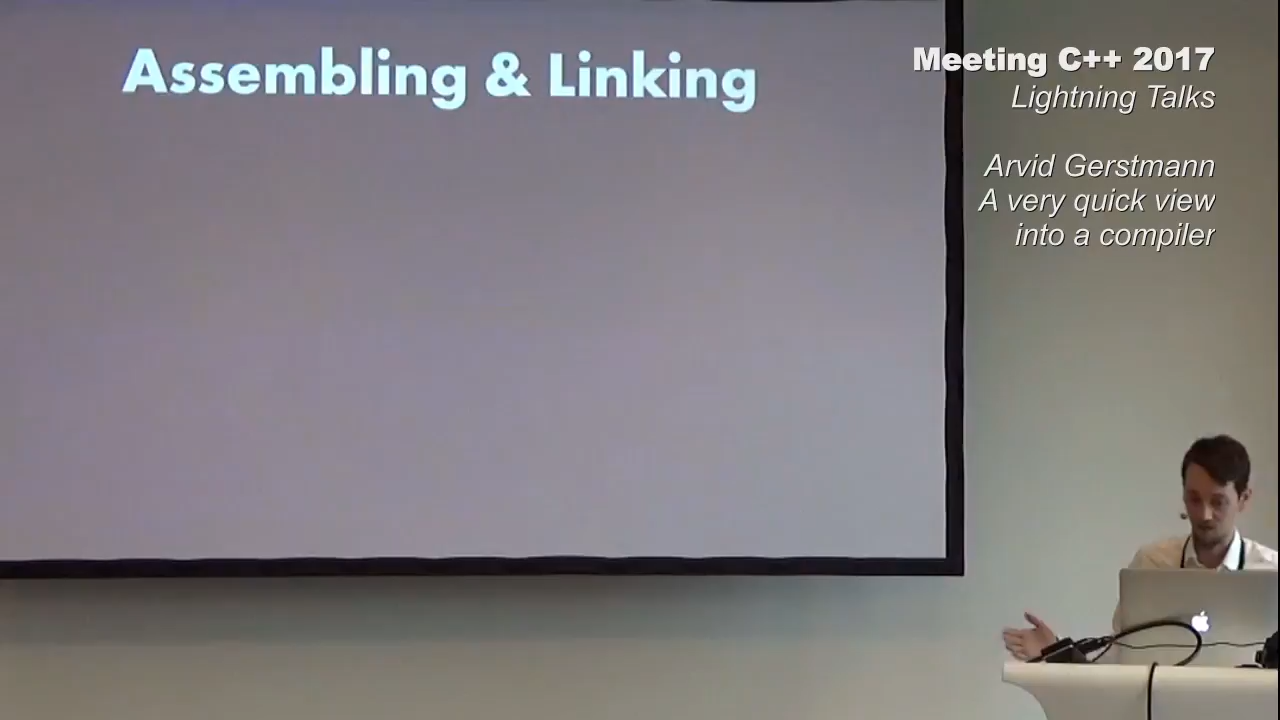 Assembling & Linking
Meeting C++ 2017
Lightning Talks
Arvid Gerstmann
A very quick view
into a compiler